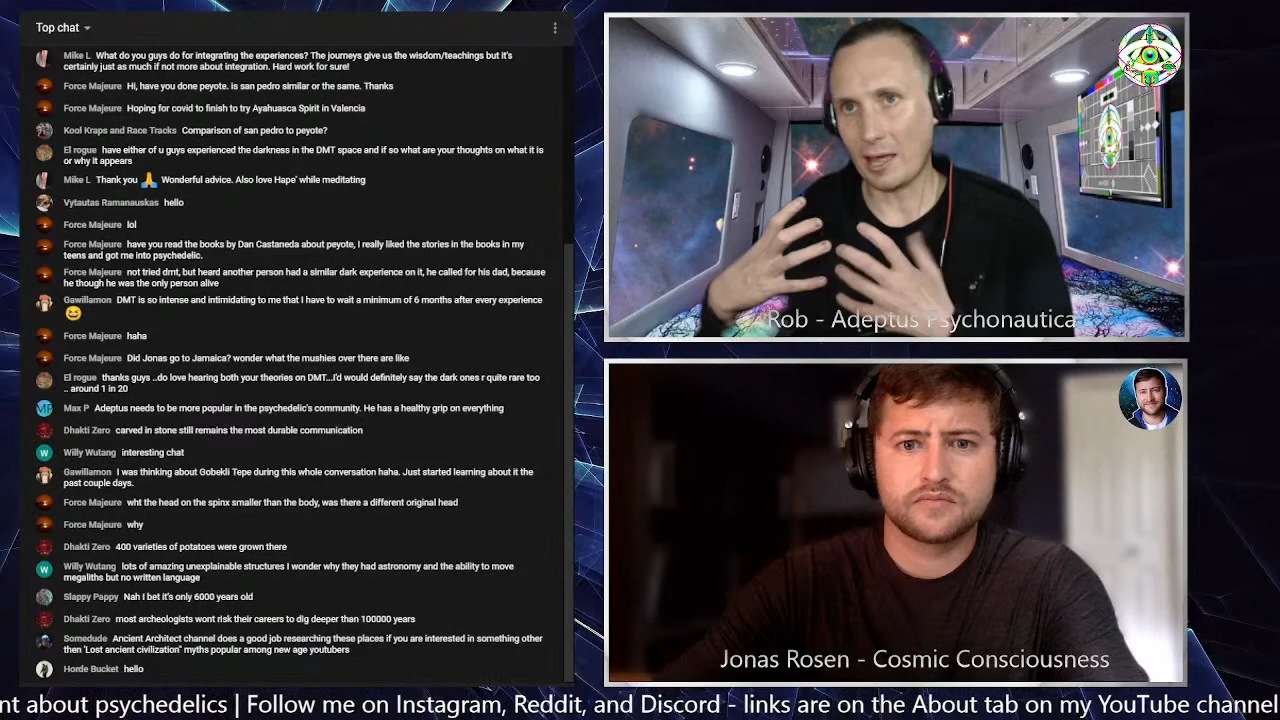 Top chat
Mike L What do you guys do for integrating the experiences? The journeys give us the wisdom/teachings but it's
certainly just as much if not more about integration. Hard work for sure!
Force Majeure Hi, have you done peyote. is san pedro similar or the same. Thanks
Force Majeure Hoping for covid to finish to try Ayahuasca Spirit in Valencia
Kool Kraps and Race Tracks Comparison of san pedro to peyote?
El rogue have either of u guys experienced the darkness in the DMT space and if so what are your thoughts on what it is
or why it appears
Mike L Thank you 🙏 Wonderful advice. Also love Hape' while meditating
Vytautas Ramanauskas hello
Force Majeure lol
Force Majeure have you read the books by Dan Castaneda about peyote, I really liked the stories in the books in my
teens and got me into psychedelic.
Force Majeure not tried dmt, but heard another person had a similar dark experience on it, he called for his dad, because
he though he was the only person alive
Gawillamon DMT is so intense and intimidating to me that I have to wait a minimum of 6 months after every experience
😆
Force Majeure haha
Force Majeure Did Jonas go to Jamaica? wonder what the mushies over there are like
El rogue thanks guys ..do love hearing both your theories on DMT...I'd would definitely say the dark ones r quite rare too
.. around 1 in 20
MP Max P Adeptus needs to be more popular in the psychedelic's community. He has a healthy grip on everything
Dhakti Zero carved in stone still remains the most durable communication
W Willy Wutang interesting chat
Gawillamon I was thinking about Gobekli Tepe during this whole conversation haha. Just started learning about it the
past couple days.
Force Majeure wht the head on the spinx smaller than the body, was there a different original head
Force Majeure why
Dhakti Zero 400 varieties of potatoes were grown there
W Willy Wutang lots of amazing unexplainable structures I wonder why they had astronomy and the ability to move
megaliths but no written language
Slappy Pappy Nah I bet it's only 6000 years old
Dhakti Zero most archeologists wont risk their careers to dig deeper than 100000 years
Somedude Ancient Architect channel does a good job researching these places if you are interested in something other
then 'Lost ancient civilization" myths popular among new age youtubers
Horde Bucket hello
Rob - Adeptus Psychonautica
Jonas Rosen - Cosmic Consciousness
nt about psychedelics | Follow me on Instagram, Reddit, and Discord - links are on the About tab on my YouTube channel